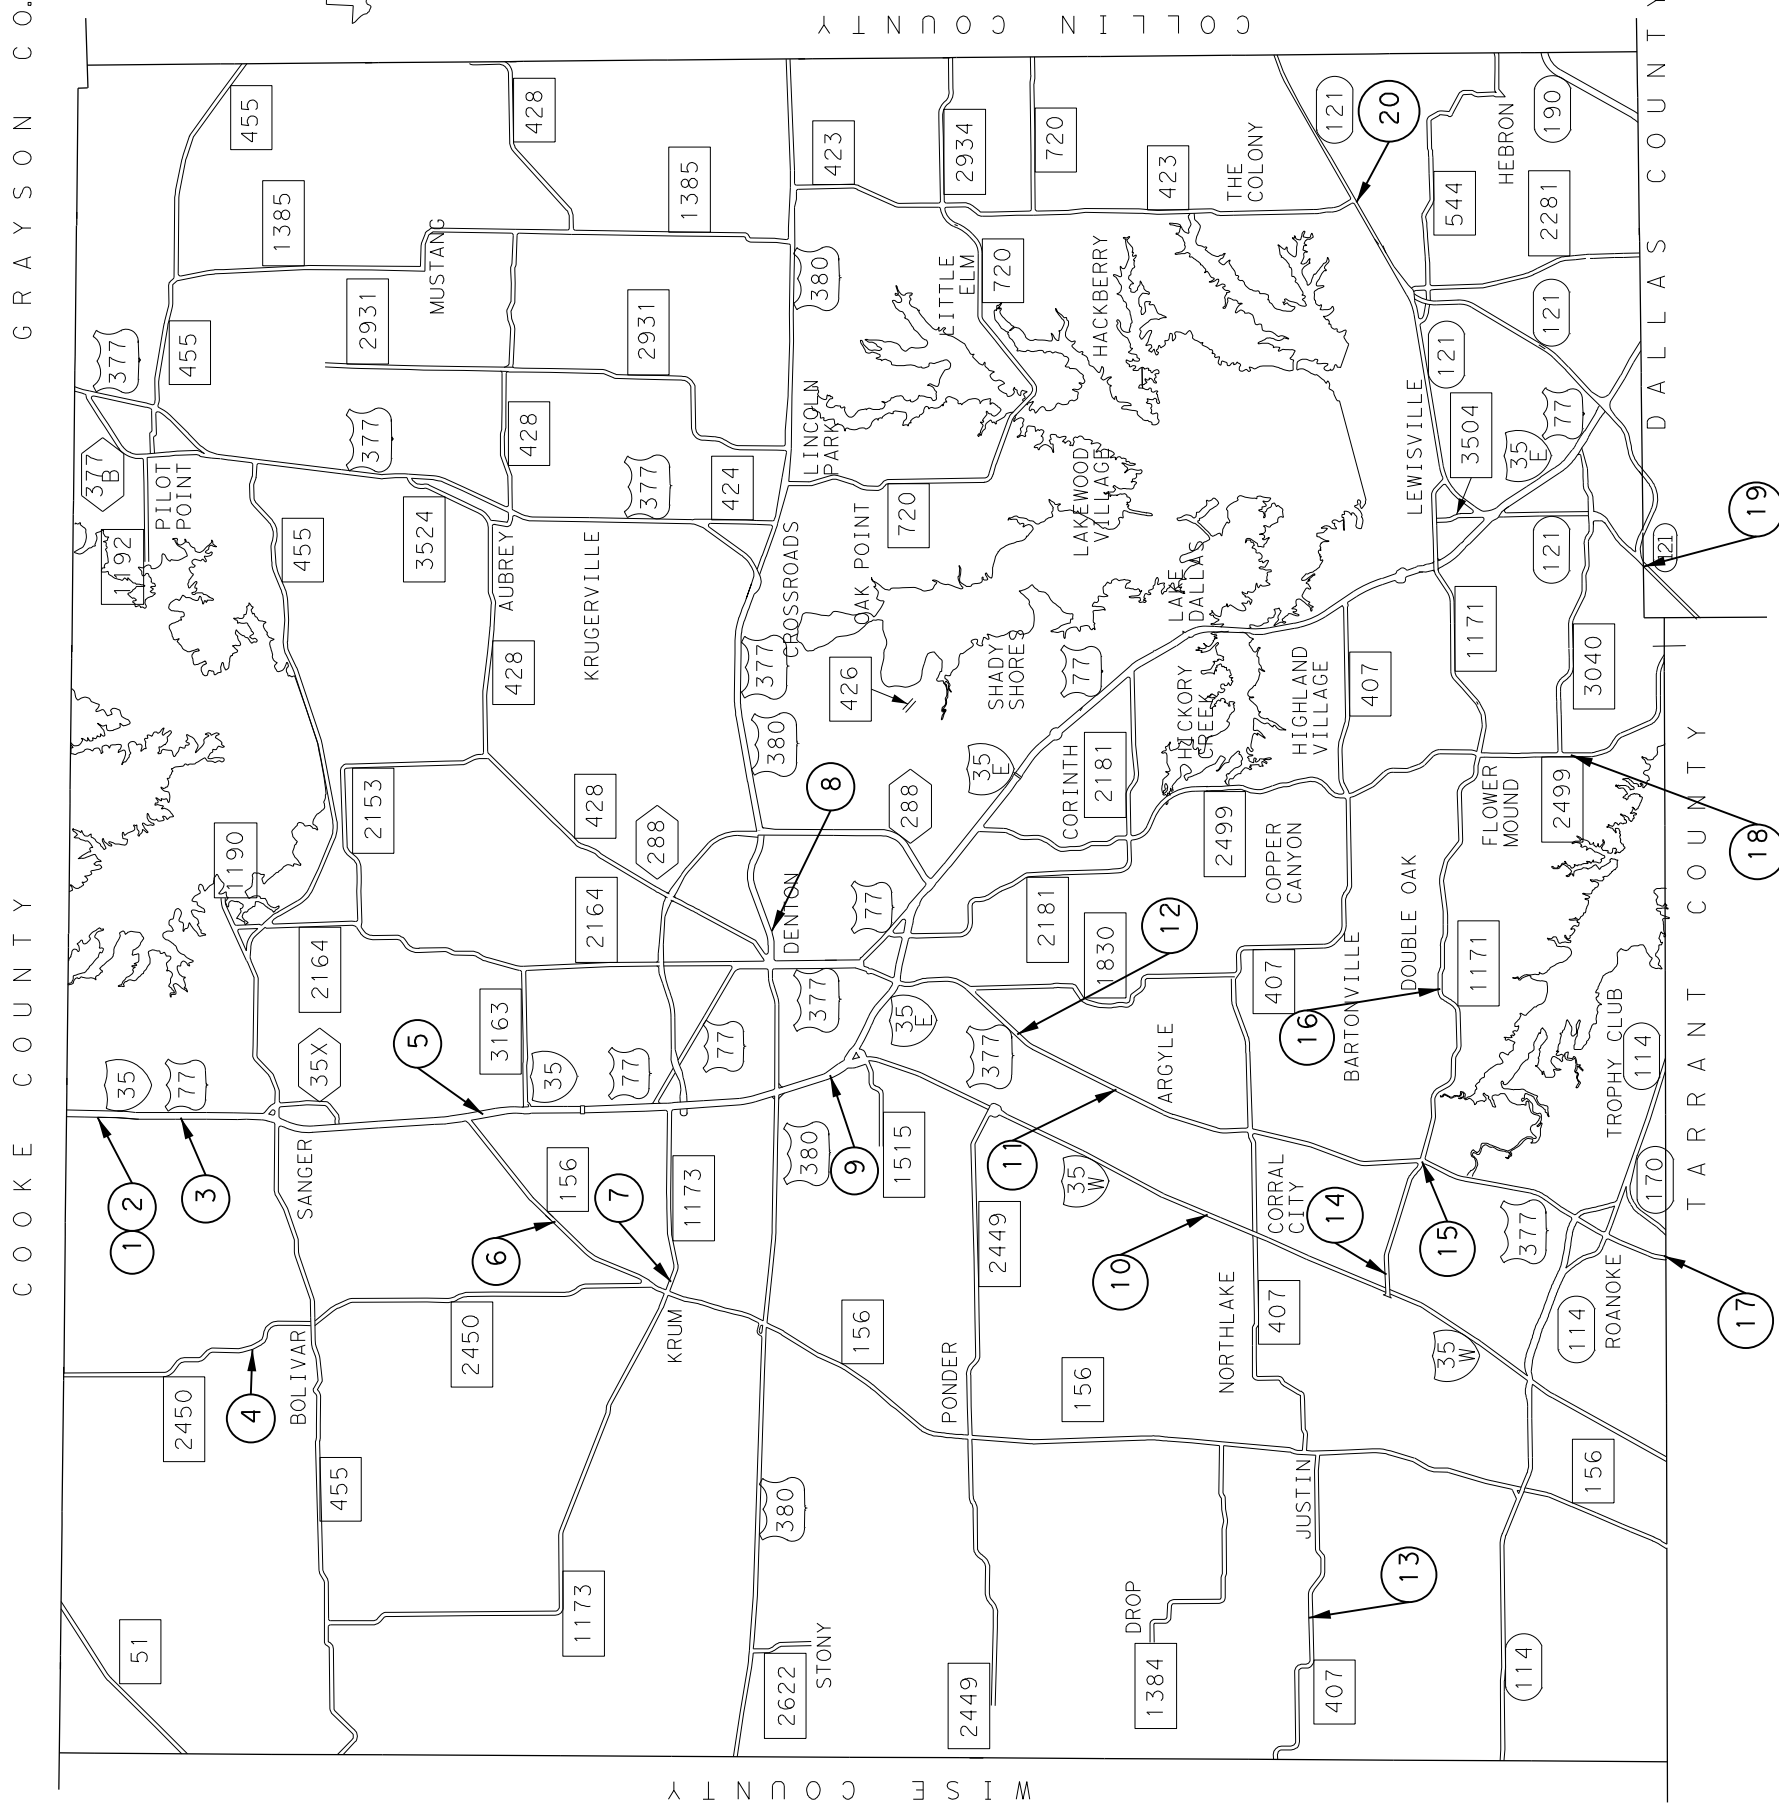 COOKE COUNTY
GRAYSON CO.
COLLIN COUNTY
WISE COUNTY
TARRANT COUNTY
DALLAS COUNTY
51
2450
35
77
1190
1192
377
B
377
455
455
1385
PILOT
POINT
1
2
3
4
BOLIVAR
SANGER
35X
2164
2153
455
455
2931
377
MUSTANG
3524
2450
5
3163
428
AUBREY
428
428
6
156
35
77
2164
428
288
KRUGERVILLE
377
2931
1385
1173
7
1173
KRUM
77
424
380
STONY
2622
380
9
377
DENTON
8
380
377
CROSSROADS
LINCOLN
PARK
380
423
156
1515
35
E
77
288
426
OAK POINT
720
LITTLE
ELM
2934
2449
PONDER
2449
377
35
E
SHADY
SHORES
720
720
156
35
W
11
2181
CORINTH
2181
77
LAKEWOOD
VILLAGE
HACKBERRY
DROP
1384
10
ARGYLE
1830
12
2499
HICKORY
CREEK
LAKE
DALLAS
423
THE
COLONY
NORTHLAKE
407
CORRAL
CITY
407
COPPER
CANYON
HIGHLAND
VILLAGE
JUSTIN
407
13
14
16
BARTONVILLE
407
121
20
35
W
15
DOUBLE OAK
1171
FLOWER
MOUND
1171
LEWISVILLE
3504
121
544
HEBRON
114
114
377
TROPHY CLUB
2499
3040
121
35
E
77
121
2281
190
156
ROANOKE
170
114
17
18
19
121